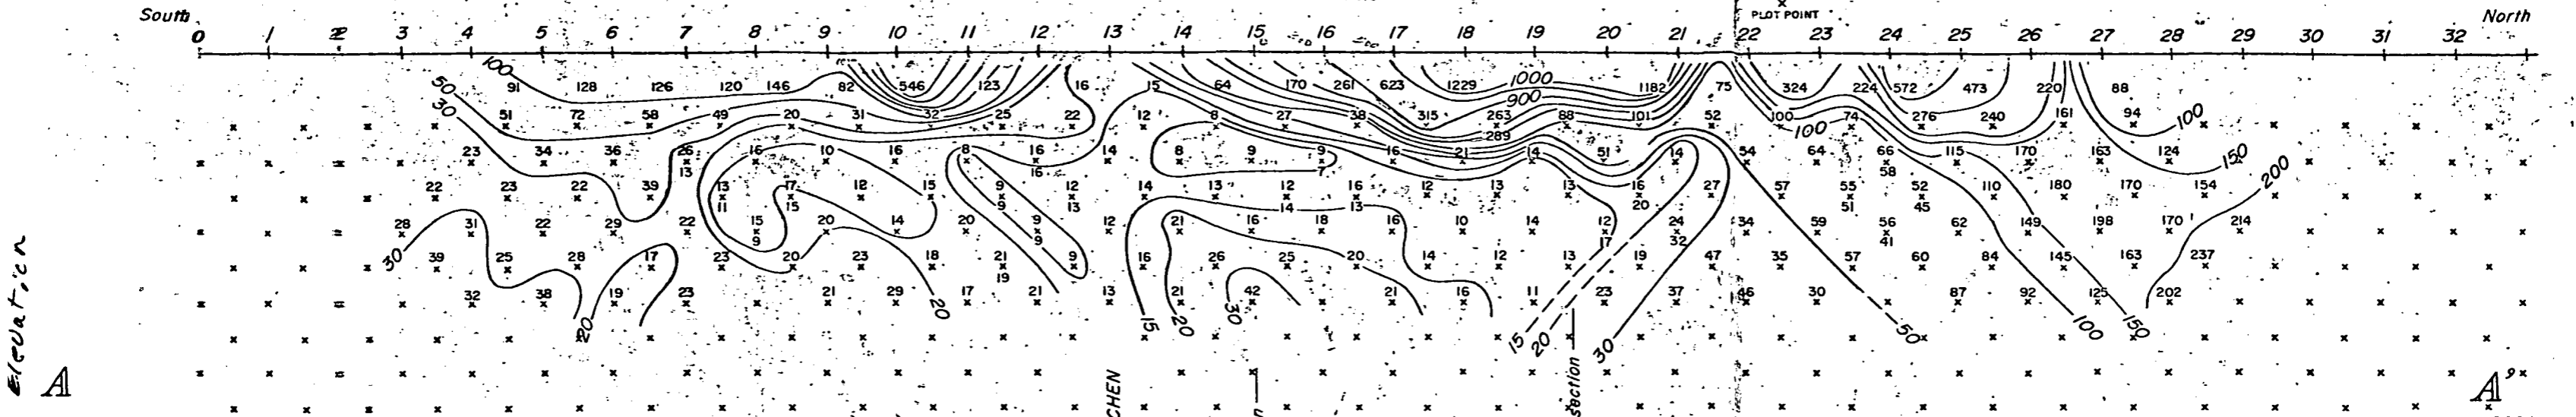 PLOT POINT
South North
0 1 2 3 4 5 6 7 8 9 10 11 12 13 14 15 16 17 18 19 20 21 22 23 24 25 26 27 28 29 30 31 32
100 91 128 126 120 146 82 546 123 16 15 64 170 261 623 1229 1000 1182 75 324 224 572 473 220 88
50 900
30 51 72 58 49 20 31 32 25 22 12 8 27 38 315 263 88 101 52 100 74 276 240 161 94 100
289 100
23 34 36 26 16 10 16 8 16 14 8 9 9 16 21 14 51 14 54 64 66 115 170 163 124 150
13 16 7 58 200
22 23 22 39 13 17 12 15 9 12 14 13 12 16 12 13 13 16 27 57 55 52 110 180 170 154
11 15 9 13 14 13 20 51 45
28 31 22 29 22 15 20 14 20 9 12 21 16 18 16 10 14 12 24 34 59 56 62 149 198 170 214
9 9 17 32 41
30 39 25 28 17 23 20 23 18 21 9 16 26 25 20 14 12 13 19 47 35 57 60 84 145 163 237
19
32 38 19 23 21 29 17 21 13 21 42 21 16 11 23 37 46 30 87 92 125 202
20 20 15 20 30 15 20 30 50 100 150
Elevation
A CHEN section A'